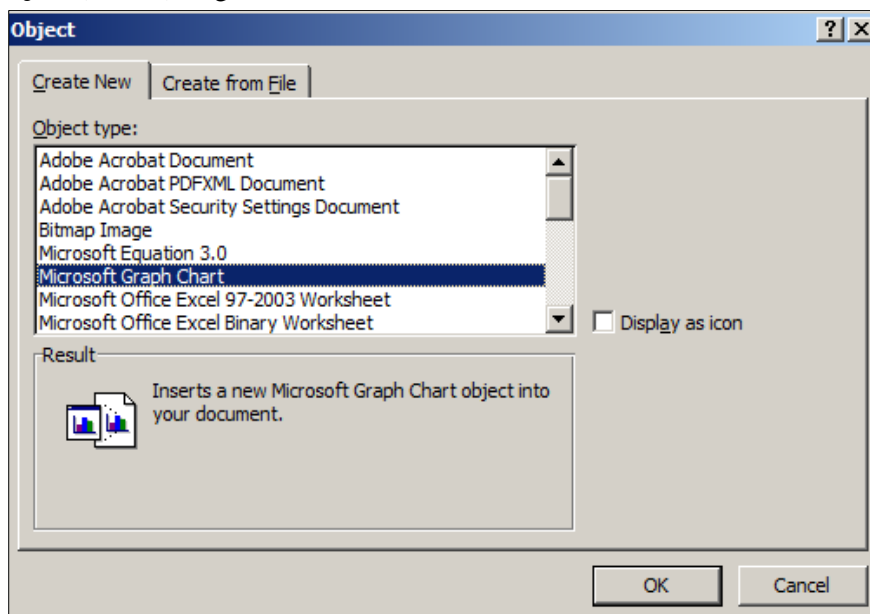 Object
Create New
Create from File
Object type:
Adobe Acrobat Document
Adobe Acrobat PDFXML Document
Adobe Acrobat Security Settings Document
Bitmap Image
Microsoft Equation 3.0
Microsoft Graph Chart
Microsoft Office Excel 97-2003 Worksheet
Microsoft Office Excel Binary Worksheet
Display as icon
Result
Inserts a new Microsoft Graph Chart object into
your document.
OK
Cancel